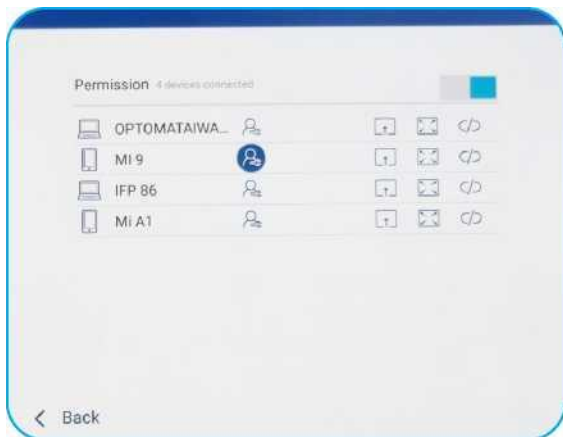 Permission 4 devices connected
OPTOMATAIWA...
MI 9
IFP 86
Mi A1
Back